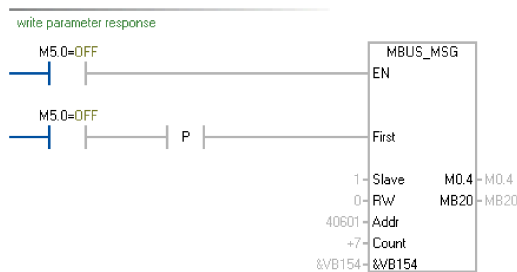 write parameter response
M5.0=OFF
MBUS_MSG
EN
M5.0=OFF
P
First
1 Slave M0.4 M0.4
0 RW MB20 MB20
40601 Addr
+7 Count
&VB154 &VB154